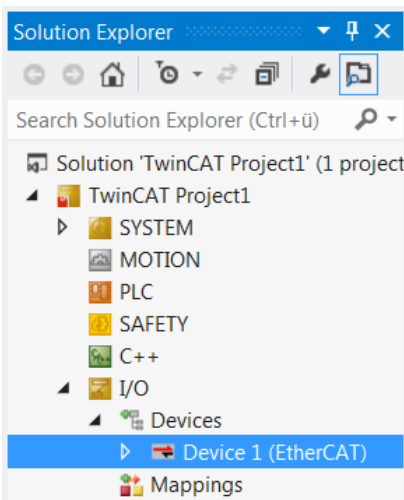 Solution Explorer
Search Solution Explorer (Ctrl+ü)
Solution 'TwinCAT Project1' (1 project
TwinCAT Project1
SYSTEM
MOTION
PLC
SAFETY
C++
I/O
Devices
Device 1 (EtherCAT)
Mappings